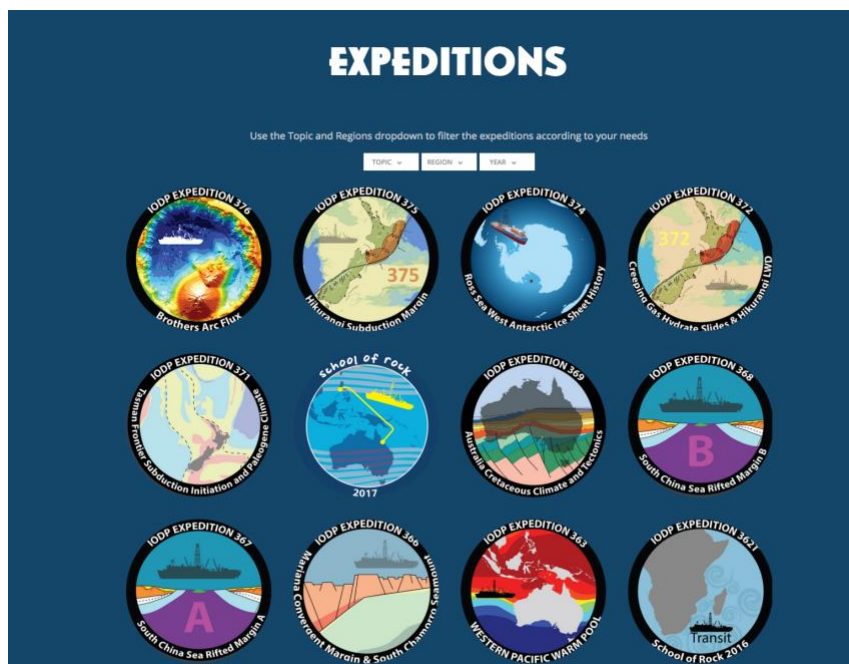 EXPEDITIONS
Use the Topic and Regions dropdown to filter the expeditions according to your needs
TOPIC REGION YEAR
IODP EXPEDITION 376
Brothers Arc Flux
IODP EXPEDITION 375
375
Hikurangi Subduction Margin
IODP EXPEDITION 374
Ross Sea West Antarctic Ice Sheet History
IODP EXPEDITION 372
372
Creeping Gas Hydrate Slides & Hikurangi LWD
IODP EXPEDITION 371
Tasman Frontier Subduction Initiation and Paleogene Climate
school of rock
2017
IODP EXPEDITION 369
Australia Cretaceous Climate and Tectonics
IODP EXPEDITION 368
B
South China Sea Rifted Margin B
IODP EXPEDITION 367
A
South China Sea Rifted Margin A
IODP EXPEDITION 366
Mariana Convergent Margin & South Chamorro Seamount
IODP EXPEDITION 363
WESTERN PACIFIC WARM POOL
IODP EXPEDITION 362T
Transit
School of Rock 2016